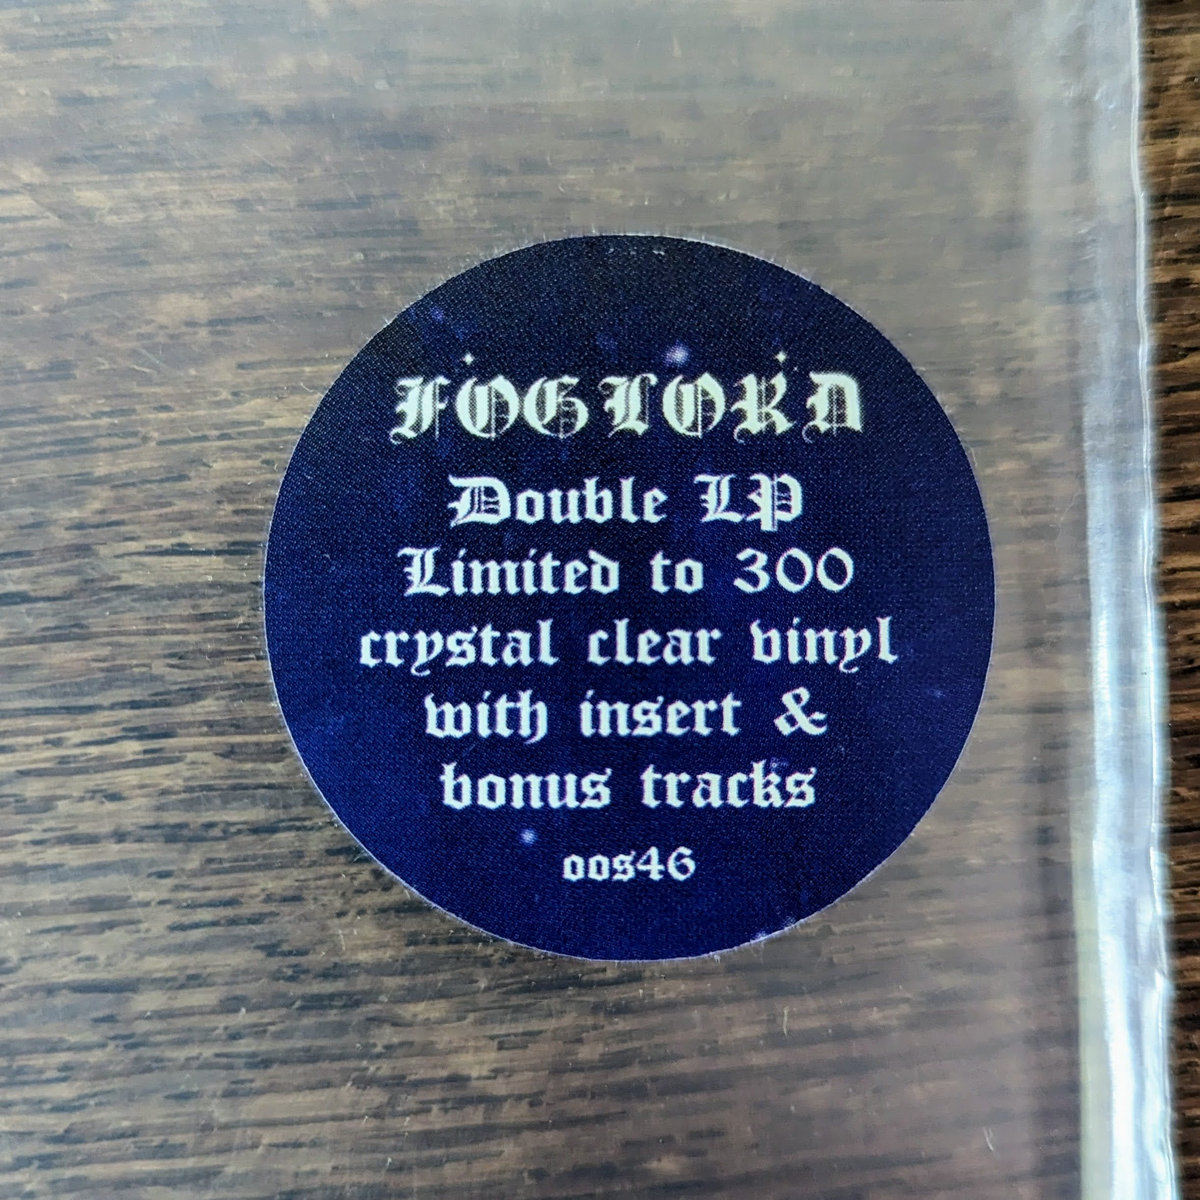 FOGLORD
Double LP
Limited to 300
crystal clear vinyl
with insert &
bonus tracks
oos46